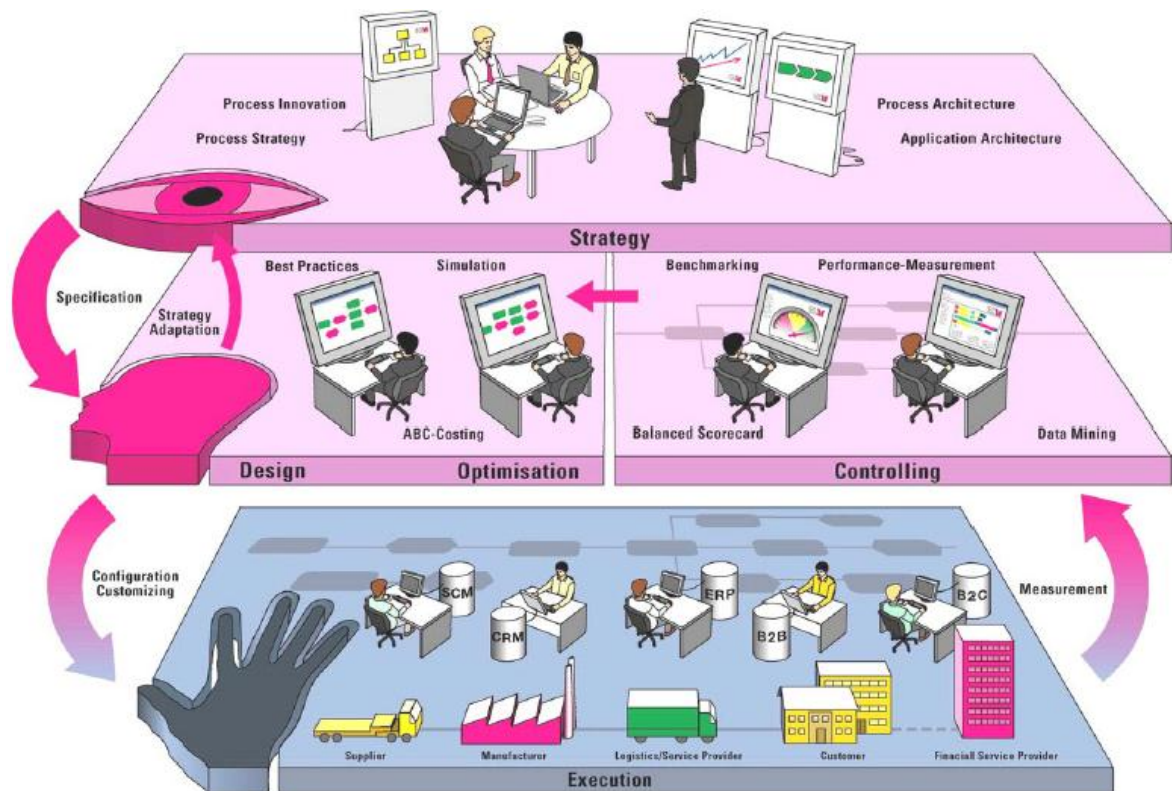 Process Innovation
Process Architecture
Process Strategy
Application Architecture
Strategy
Specification
Strategy
Adaptation
Best Practices
Simulation
Benchmarking
Performance-Measurement
ABC-Costing
Balanced Scorecard
Data Mining
Design
Optimisation
Controlling
Configuration
Customizing
Measurement
SCM
CRM
ERP
B2B
B2C
Supplier
Manufacturer
Logistics/Service Provider
Customer
Financiall Service Provider
Execution